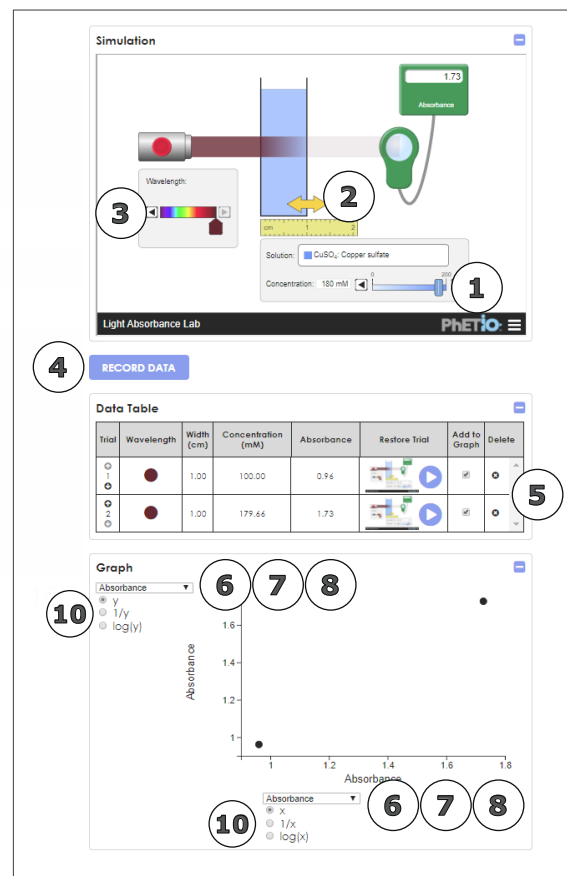 Simulation
1.73
Absorbance
Wavelength:
3
2
cm 1 2
Solution: CuSO₄: Copper sulfate
0 200
Concentration: 180 mM
1
Light Absorbance Lab
PhET-iO
4
RECORD DATA
Data Table
Trial Wavelength Width (cm) Concentration (mM) Absorbance Restore Trial Add to Graph Delete
1 1.00 100.00 0.96
2 1.00 179.66 1.73
5
Graph
Absorbance
y
1/y
log(y)
10
6 7 8
1.6
1.4
1.2
1
Absorbance
1 1.2 1.4 1.6 1.8
Absorbance
Absorbance
x
1/x
log(x)
10
6 7 8